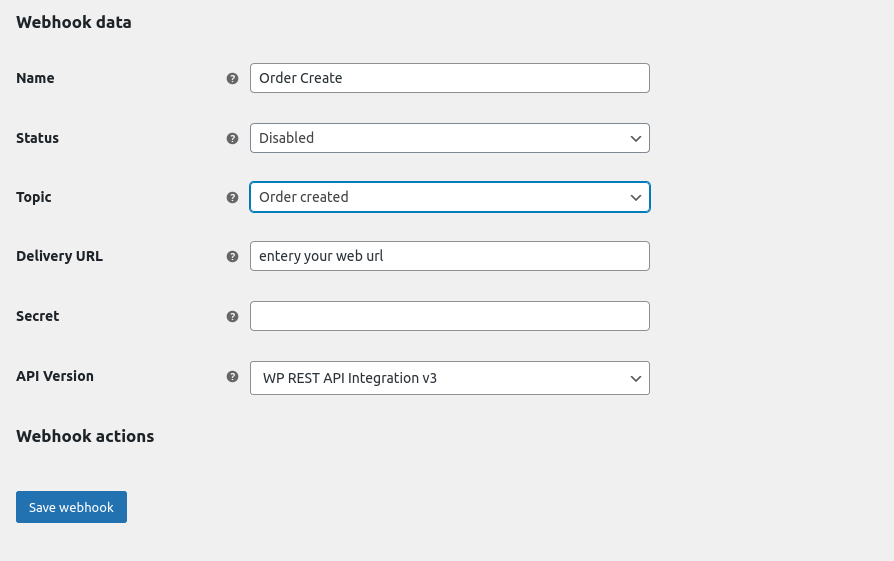 Webhook data
Name ? Order Create
Status ? Disabled
Topic ? Order created
Delivery URL ? entery your web url
Secret ?
API Version ? WP REST API Integration v3
Webhook actions
Save webhook